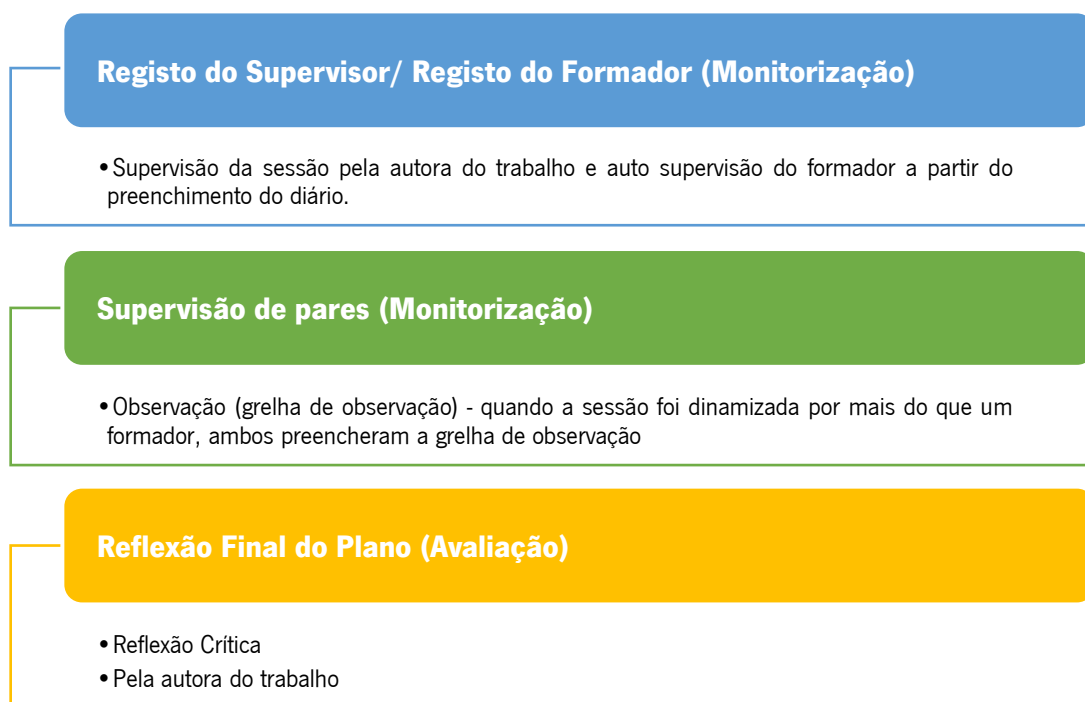 Registo do Supervisor/ Registo do Formador (Monitorização)
•Supervisão da sessão pela autora do trabalho e auto supervisão do formador a partir do
preenchimento do diário.
Supervisão de pares (Monitorização)
•Observação (grelha de observação) - quando a sessão foi dinamizada por mais do que um
formador, ambos preencheram a grelha de observação
Reflexão Final do Plano (Avaliação)
•Reflexão Crítica
•Pela autora do trabalho